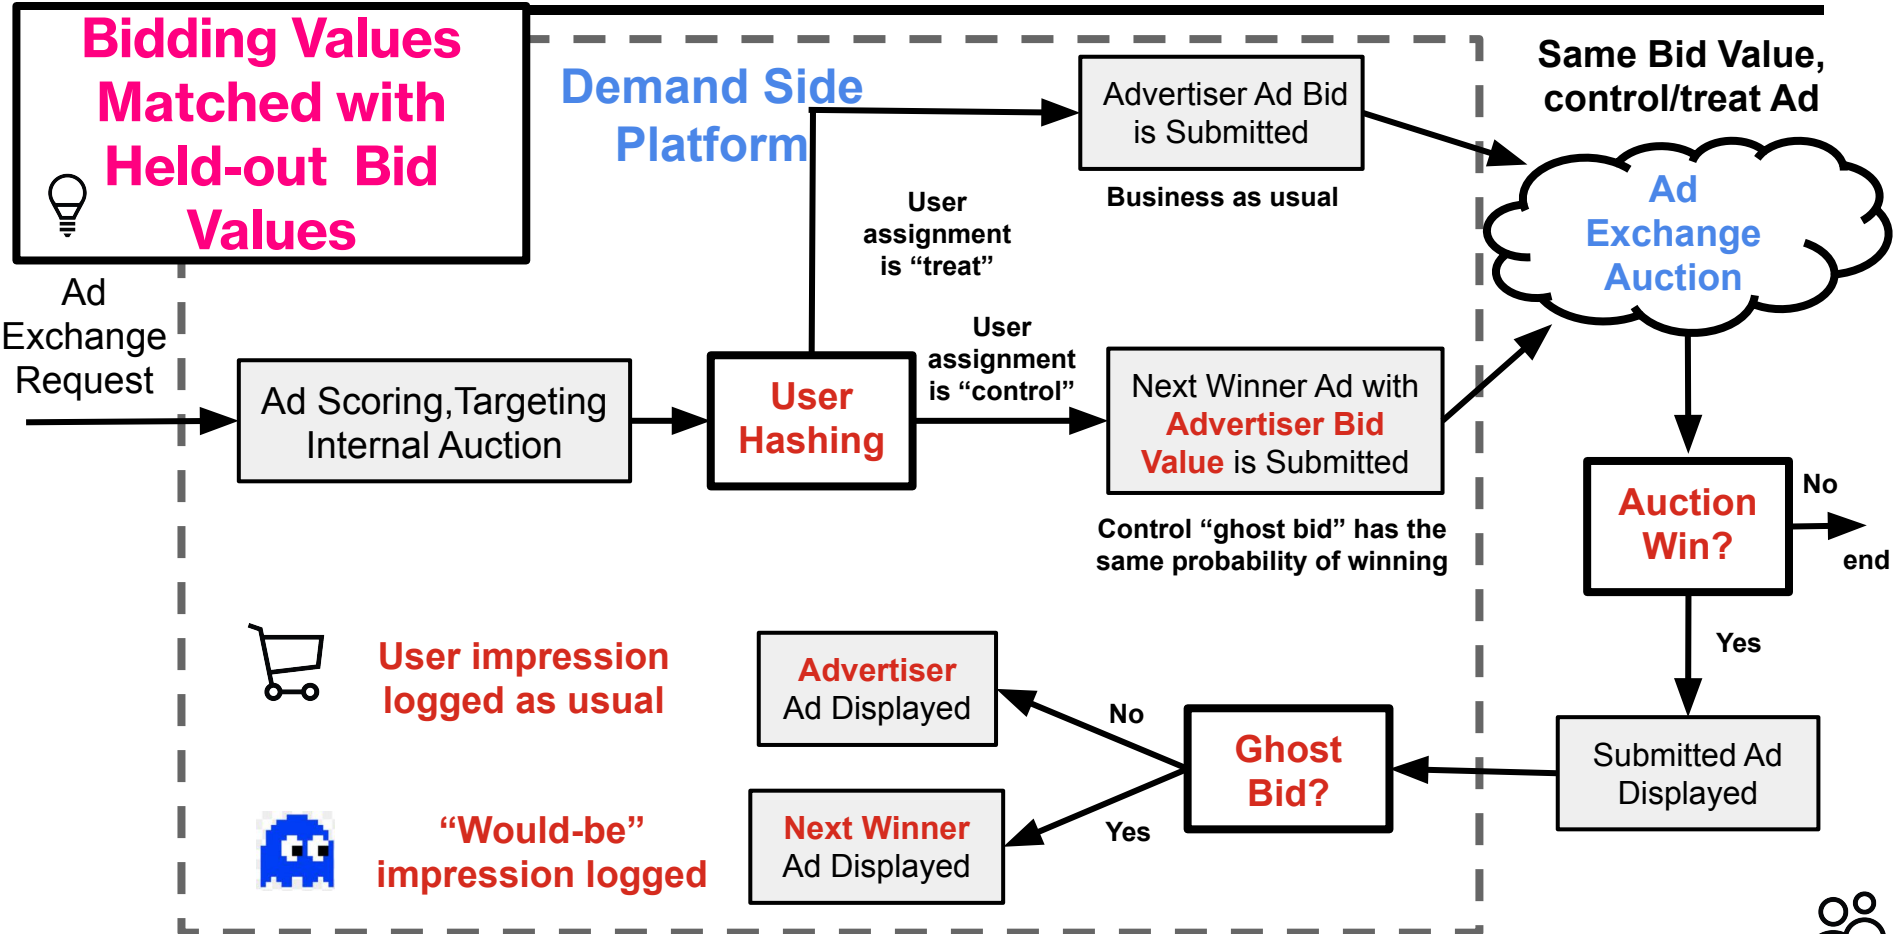 Bidding Values
Matched with
Held-out Bid
Values
Demand Side
Platform
Same Bid Value,
control/treat Ad
Advertiser Ad Bid
is Submitted
Business as usual
User
assignment
is “treat”
Ad
Exchange
Auction
Ad
Exchange
Request
Ad Scoring,Targeting
Internal Auction
User
Hashing
User
assignment
is “control”
Next Winner Ad with
Advertiser Bid
Value is Submitted
Control “ghost bid” has the
same probability of winning
Auction
Win?
No
end
Yes
Submitted Ad
Displayed
Ghost
Bid?
No
Yes
Advertiser
Ad Displayed
Next Winner
Ad Displayed
User impression
logged as usual
“Would-be”
impression logged